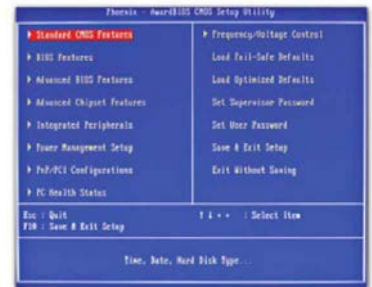 Phoenix - AwardBIOS CMOS Setup Utility
Standard CMOS Features
BIOS Features
Advanced BIOS Features
Advanced Chipset Features
Integrated Peripherals
Power Management Setup
PnP/PCI Configurations
PC Health Status
Frequency/Voltage Control
Load Fail-Safe Defaults
Load Optimized Defaults
Set Supervisor Password
Set User Password
Save & Exit Setup
Exit Without Saving
Esc : Quit
F10 : Save & Exit Setup
: Select Item
Time, Date, Hard Disk Type...